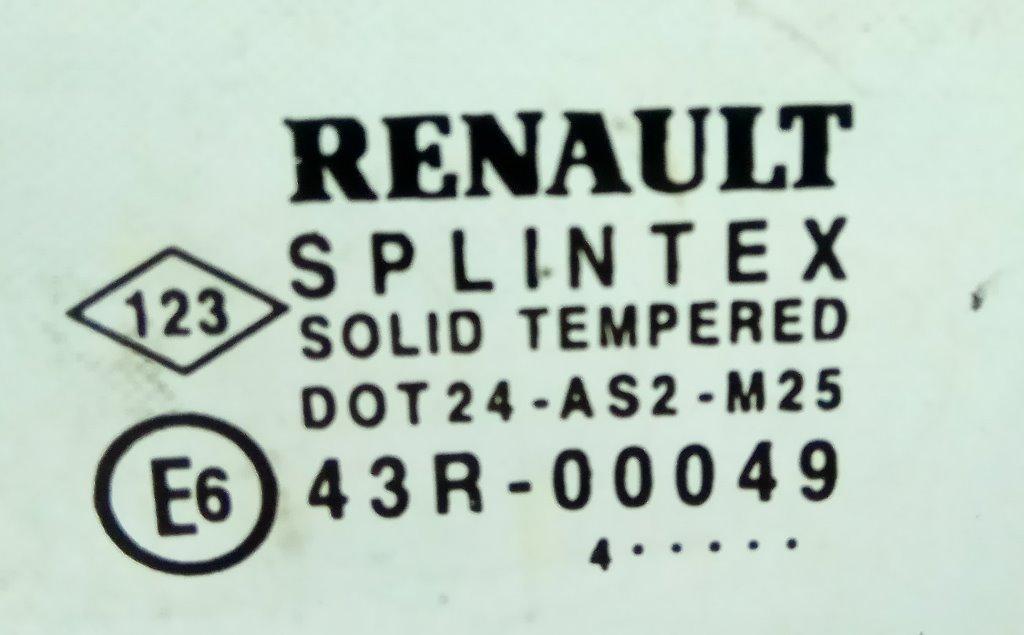 RENAULT
SPLINTEX
123
SOLID TEMPERED
DOT24-AS2-M25
E6
43R-00049
4·····